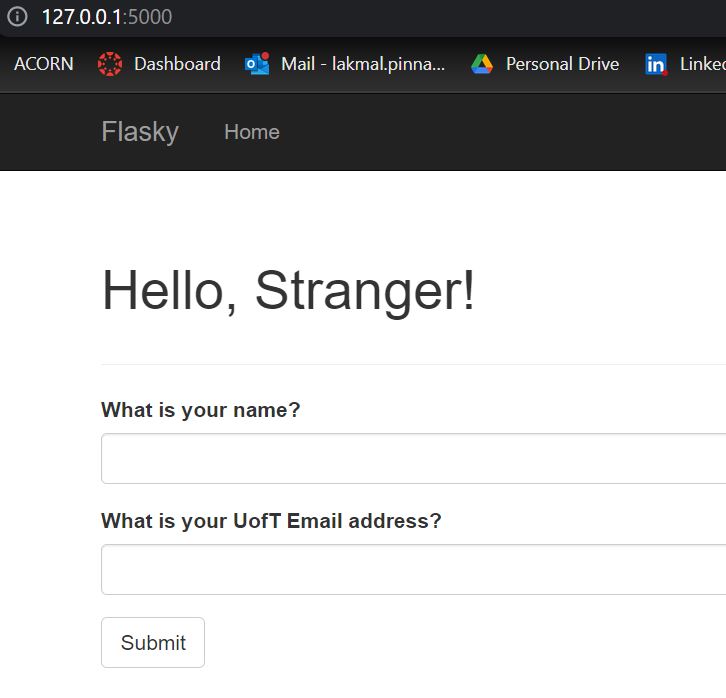 127.0.0.1:5000
ACORN Dashboard Mail - lakmal.pinna... Personal Drive
Flasky Home
Hello, Stranger!
What is your name?
What is your UofT Email address?
Submit